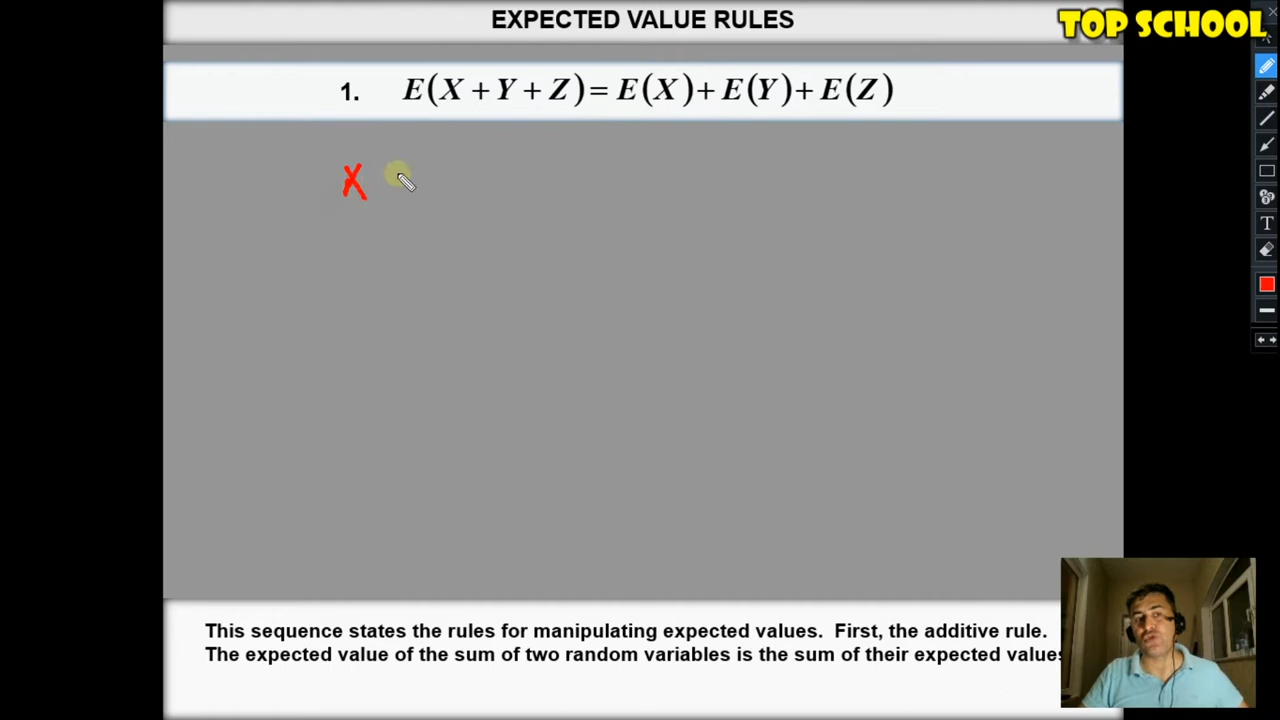 EXPECTED VALUE RULES
TOP SCHOOL
1. E(X + Y + Z) = E(X) + E(Y) + E(Z)
X
T
This sequence states the rules for manipulating expected values. First, the additive rule.
The expected value of the sum of two random variables is the sum of their expected values